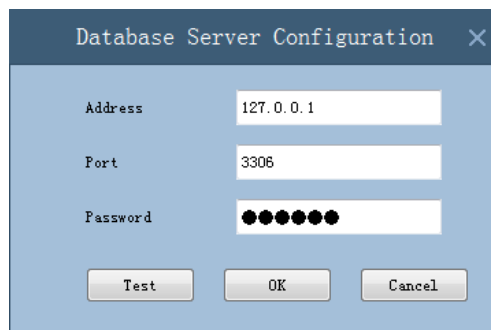 Database Server Configuration
Address 127.0.0.1
Port 3306
Password ●●●●●●
Test OK Cancel